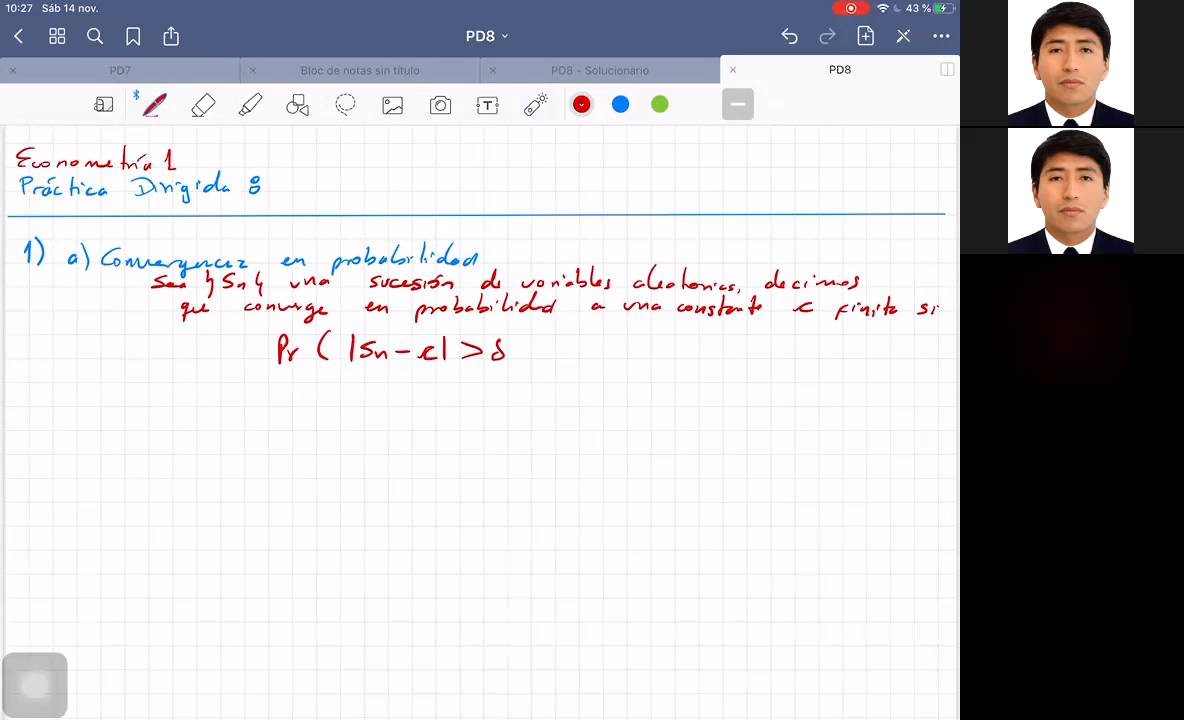 10:27 Sáb 14 nov.
43 %
PD8
PD7
Bloc de notas sin título
PD8 - Solucionario
PD8
Econometría 1
Práctica Dirigida 8
1) a) Convergencia en probabilidad
Sea {Sn} una sucesión de variables aleatorias, decimos
que converge en probabilidad a una constante c finita si
Pr ( |Sn - c| > δ